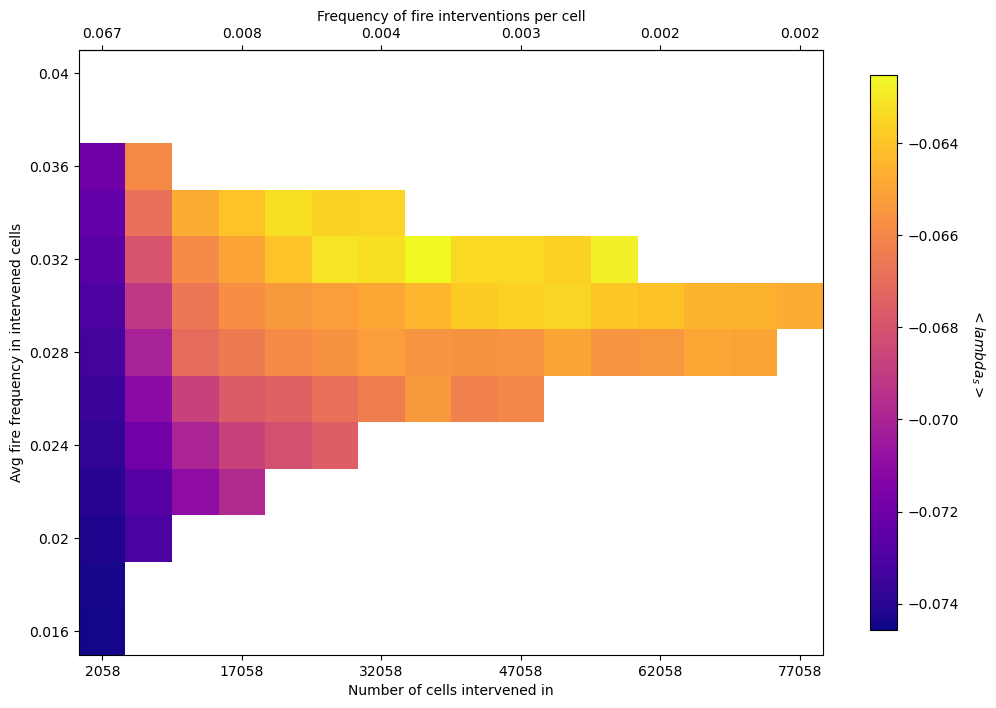 Frequency of fire interventions per cell
0.067 0.008 0.004 0.003 0.002 0.002
0.04
0.036
0.032
0.028
0.024
0.02
0.016
Avg fire frequency in intervened cells
2058 17058 32058 47058 62058 77058
Number of cells intervened in
−0.064
−0.066
−0.068
−0.070
−0.072
−0.074
< lambda_s >